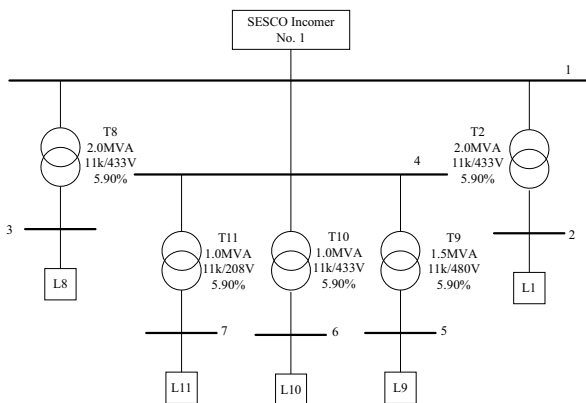 SESCO Incomer
No. 1
1
T8
2.0MVA
11k/433V
5.90%
T2
2.0MVA
11k/433V
5.90%
4
3
2
T11
1.0MVA
11k/208V
5.90%
T10
1.0MVA
11k/433V
5.90%
T9
1.5MVA
11k/480V
5.90%
L8
L1
7
6
5
L11
L10
L9